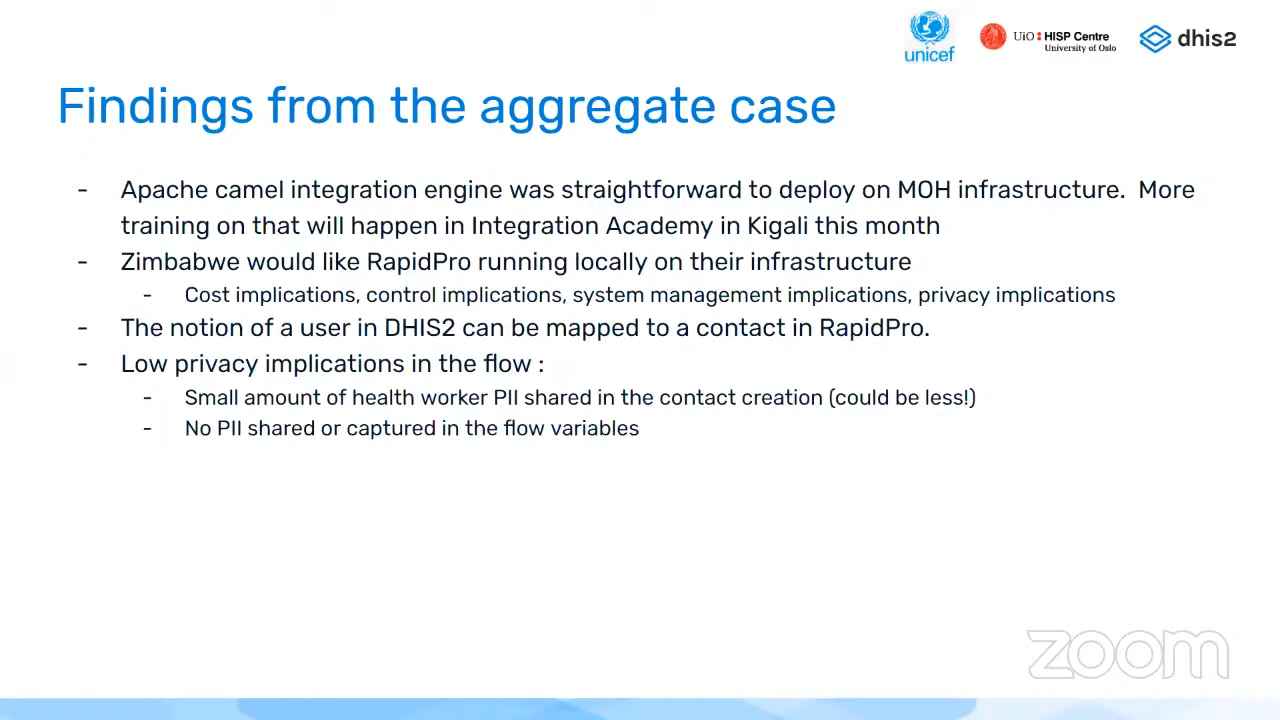 unicef
UiO: HISP Centre
University of Oslo
dhis2
Findings from the aggregate case
- Apache camel integration engine was straightforward to deploy on MOH infrastructure.  More
training on that will happen in Integration Academy in Kigali this month
- Zimbabwe would like RapidPro running locally on their infrastructure
- Cost implications, control implications, system management implications, privacy implications
- The notion of a user in DHIS2 can be mapped to a contact in RapidPro.
- Low privacy implications in the flow :
- Small amount of health worker PII shared in the contact creation (could be less!)
- No PII shared or captured in the flow variables
zoom